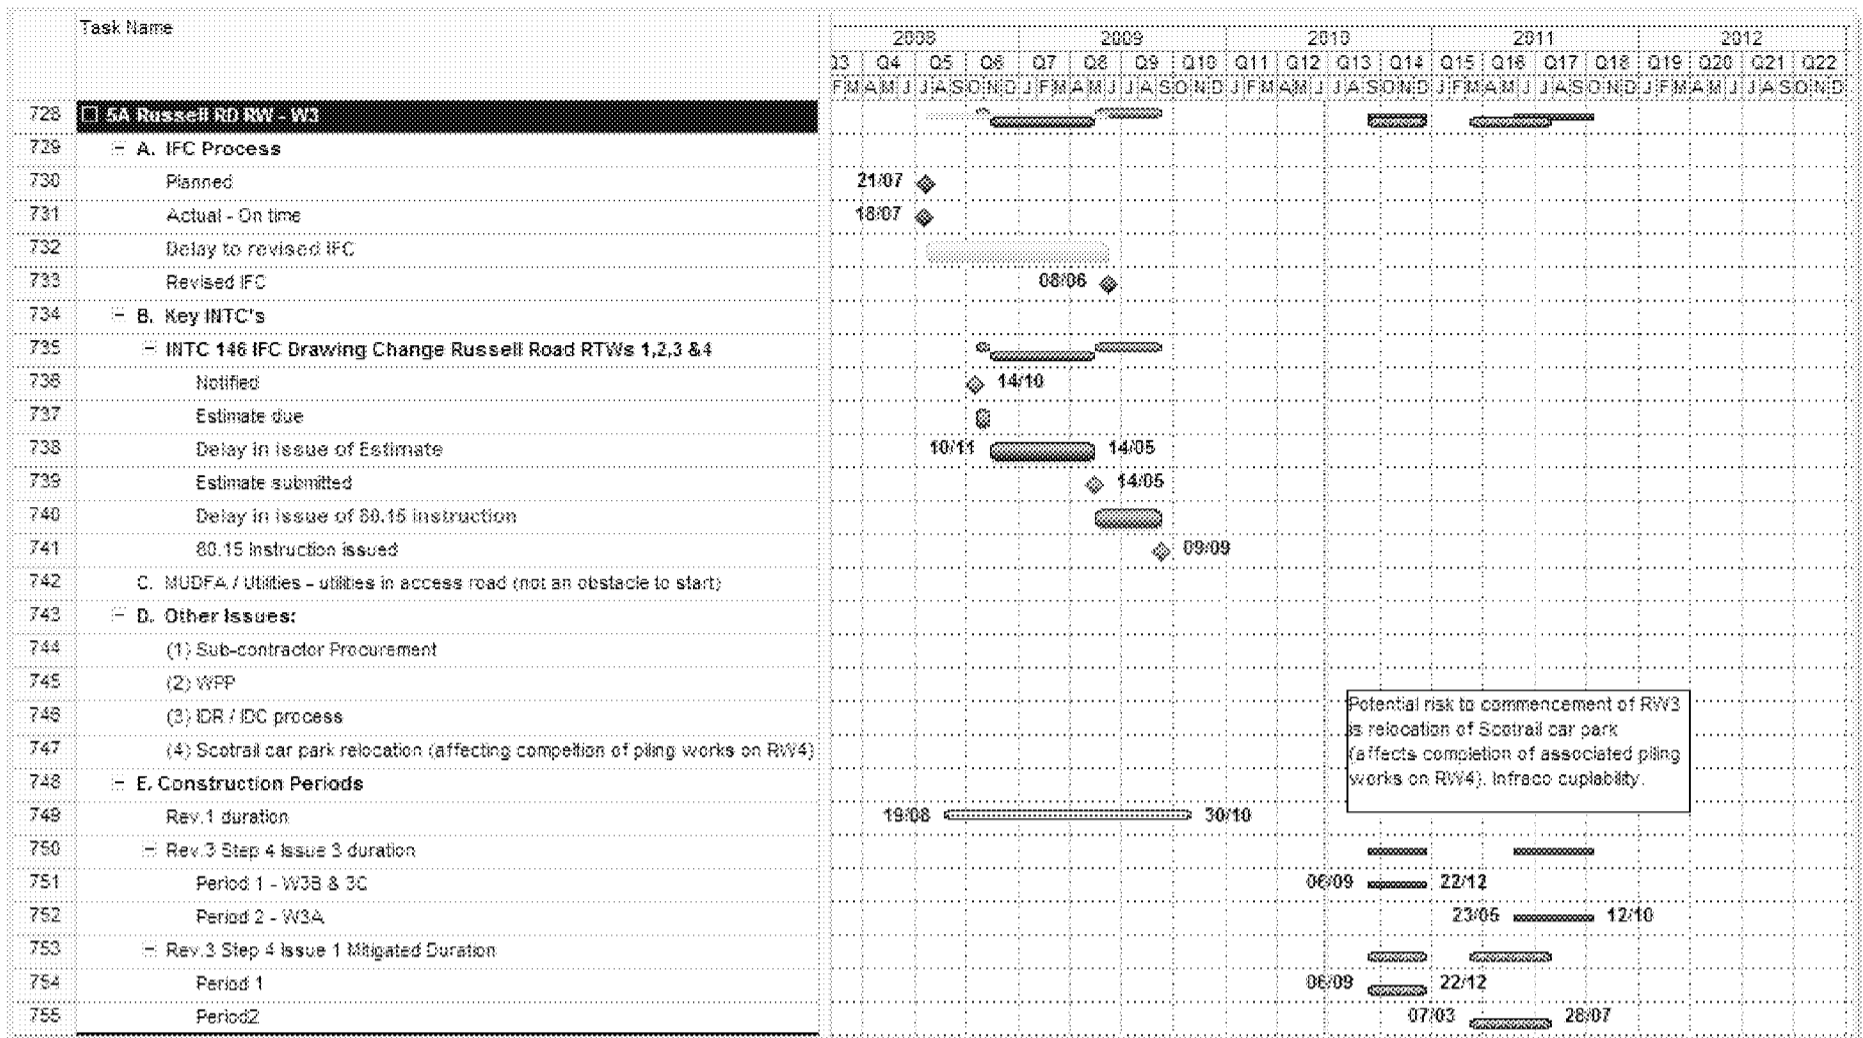 Task Name
2008 2009 2010 2011 2012
Q3 Q4 Q5 Q6 Q7 Q8 Q9 Q10 Q11 Q12 Q13 Q14 Q15 Q16 Q17 Q18 Q19 Q20 Q21 Q22
F M A M J J A S O N D J F M A M J J A S O N D J F M A M J J A S O N D J F M A M J J A S O N D J F M A M J J A S O N D
728 5A Russell RD RW - W3
729 A. IFC Process
730 Planned 21/07
731 Actual - On time 18/07
732 Delay to revised IFC
733 Revised IFC 08/06
734 B. Key INTC's
735 INTC 146 IFC Drawing Change Russell Road RTWs 1,2,3 &4
736 Notified 14/10
737 Estimate due
738 Delay in issue of Estimate 10/11 14/05
739 Estimate submitted 14/05
740 Delay in issue of 80.15 instruction
741 80.15 Instruction issued 09/09
742 C. MUDFA / Utilities - utilities in access road (not an obstacle to start)
743 D. Other Issues:
744 (1) Sub-contractor Procurement
745 (2) WPP
746 (3) IDR / IDC process
747 (4) Scotrail car park relocation (affecting competion of piling works on RW4)
Potential risk to commencement of RW3
is relocation of Scotrail car park
(affects completion of associated piling
works on RW4). Infraco cuplability.
748 E. Construction Periods
749 Rev.1 duration 19/08 30/10
750 Rev.3 Step 4 Issue 3 duration
751 Period 1 - W3B & 3C 06/09 22/12
752 Period 2 - W3A 23/05 12/10
753 Rev.3 Step 4 Issue 1 Mitigated Duration
754 Period 1 06/09 22/12
755 Period2 07/03 28/07